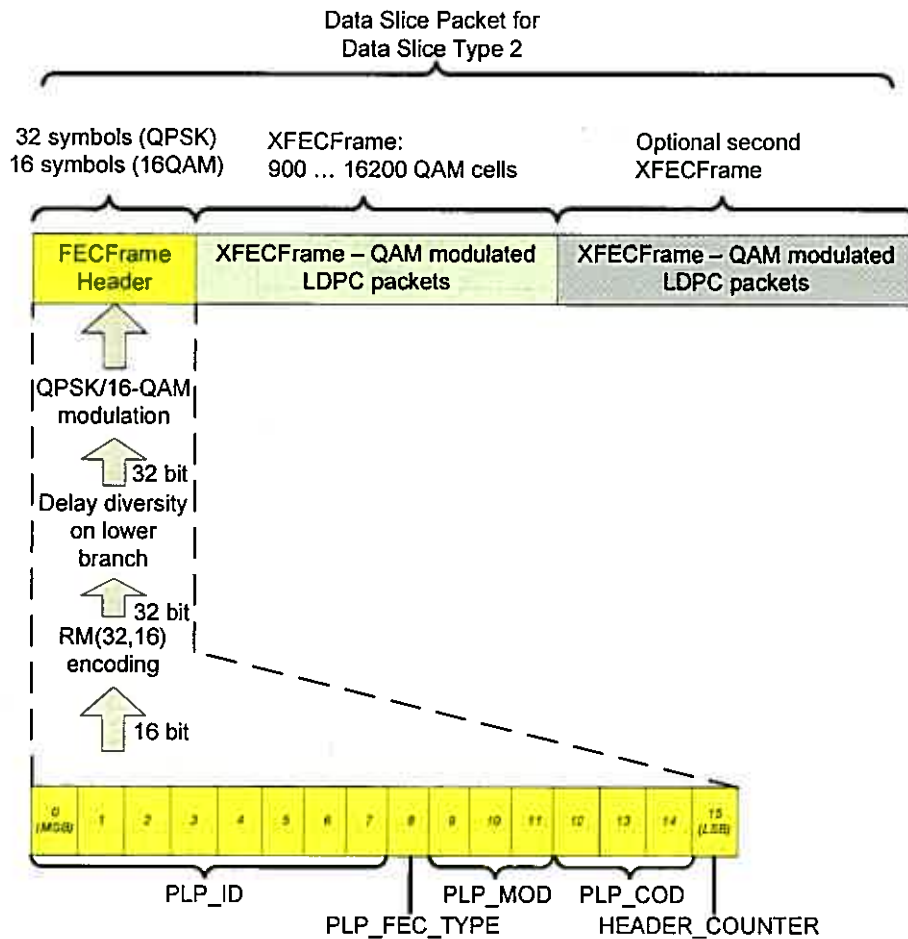 Data Slice Packet for
Data Slice Type 2
32 symbols (QPSK)
16 symbols (16QAM)
XFECFrame:
900 ... 16200 QAM cells
Optional second
XFECFrame
FECFrame
Header
XFECFrame – QAM modulated
LDPC packets
XFECFrame – QAM modulated
LDPC packets
QPSK/16-QAM
modulation
32 bit
Delay diversity
on lower
branch
32 bit
RM(32,16)
encoding
16 bit
0
(MSB)
1
2
3
4
5
6
7
8
9
10
11
12
13
14
15
(LSB)
PLP_ID
PLP_MOD
PLP_COD
PLP_FEC_TYPE
HEADER_COUNTER